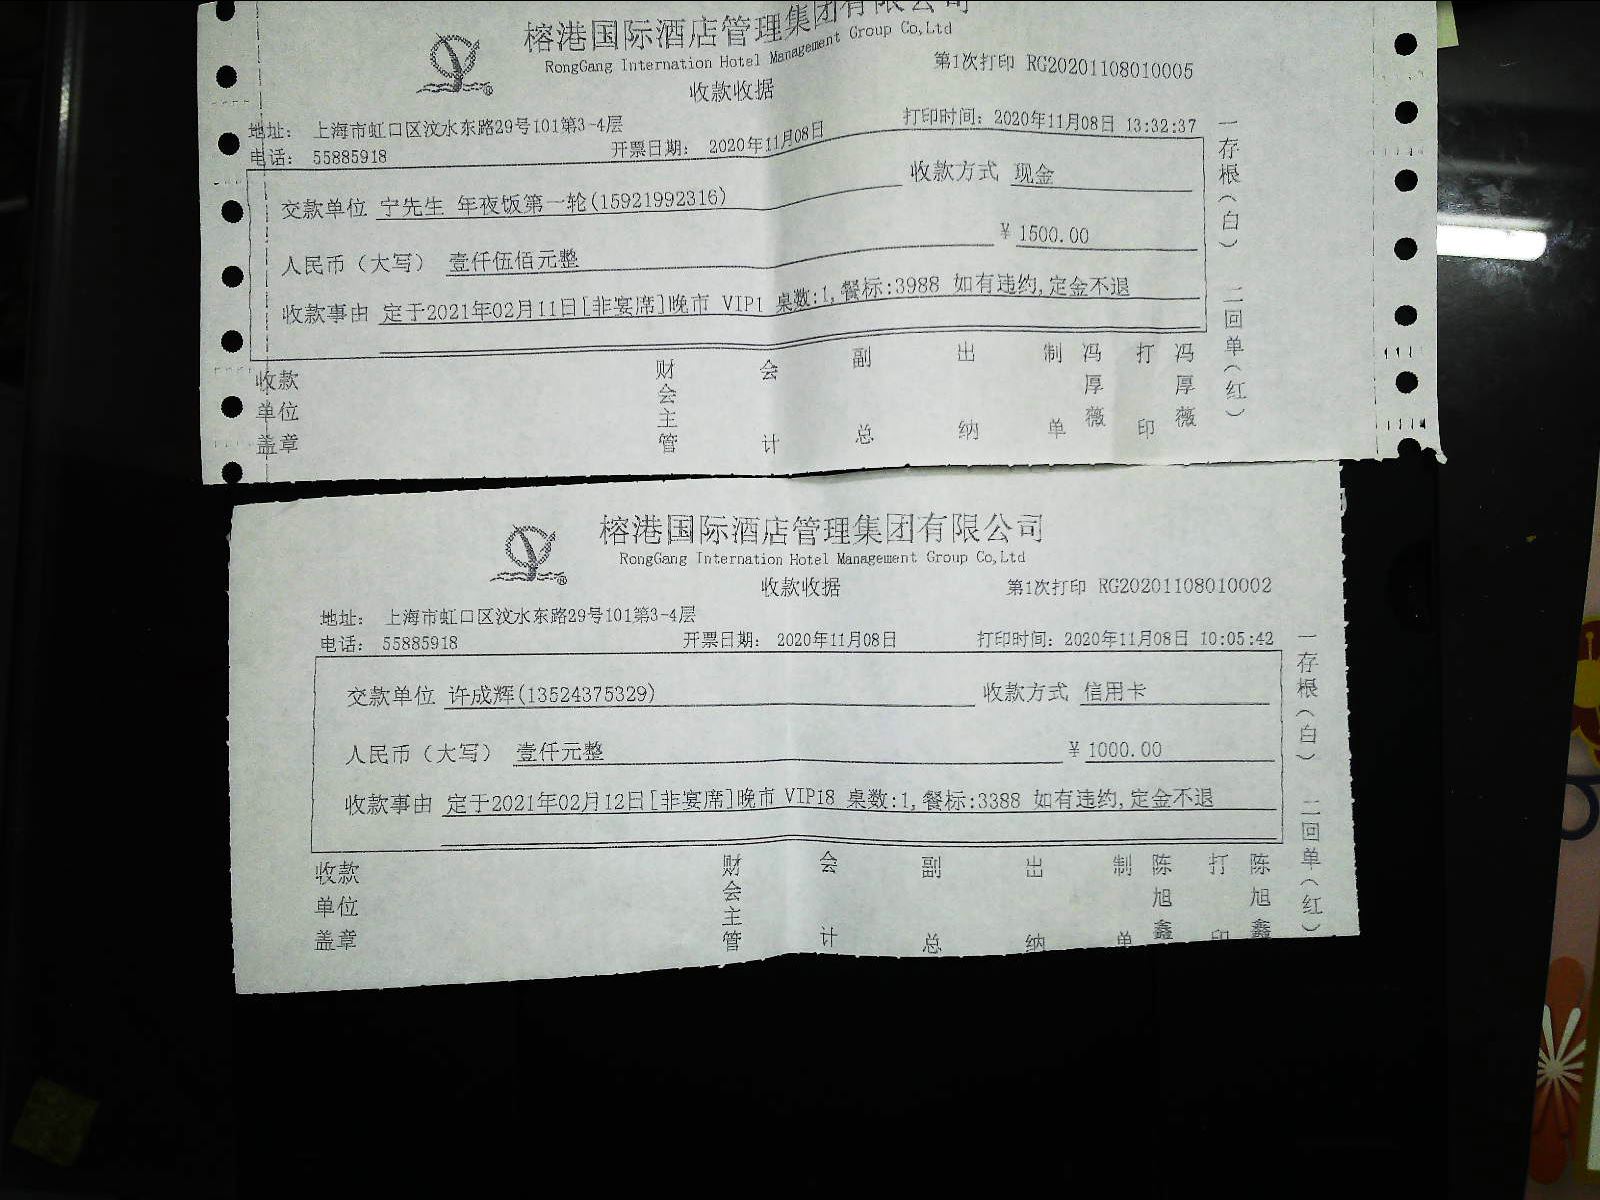 榕港国际酒店管理集团有限公司
RongGang Internation Hotel Management Group Co,Ltd
收款收据
第1次打印 RG20201108010005
地址： 上海市虹口区汶水东路29号101第3-4层
电话： 55885918
开票日期： 2020年11月08日
打印时间：2020年11月08日 13:32:37
交款单位 宁先生 年夜饭第一轮(15921992316)
收款方式 现金
人民币（大写） 壹仟伍佰元整
￥1500.00
收款事由 定于2021年02月11日[非宴席]晚市 VIP1 桌数:1,餐标:3988 如有违约,定金不退
收款单位盖章
财会主管
会计
副总
出纳
制单
冯厚薇
打印
冯厚薇
一存根（白） 二回单（红）
榕港国际酒店管理集团有限公司
RongGang Internation Hotel Management Group Co,Ltd
收款收据
第1次打印 RG20201108010002
地址： 上海市虹口区汶水东路29号101第3-4层
电话： 55885918
开票日期： 2020年11月08日
打印时间：2020年11月08日 10:05:42
交款单位 许成辉(13524375329)
收款方式 信用卡
人民币（大写） 壹仟元整
￥1000.00
收款事由 定于2021年02月12日[非宴席]晚市 VIP18 桌数:1,餐标:3388 如有违约,定金不退
收款单位盖章
财会主管
会计
副总
出纳
制单
陈旭鑫
打印
陈旭鑫
一存根（白） 二回单（红）